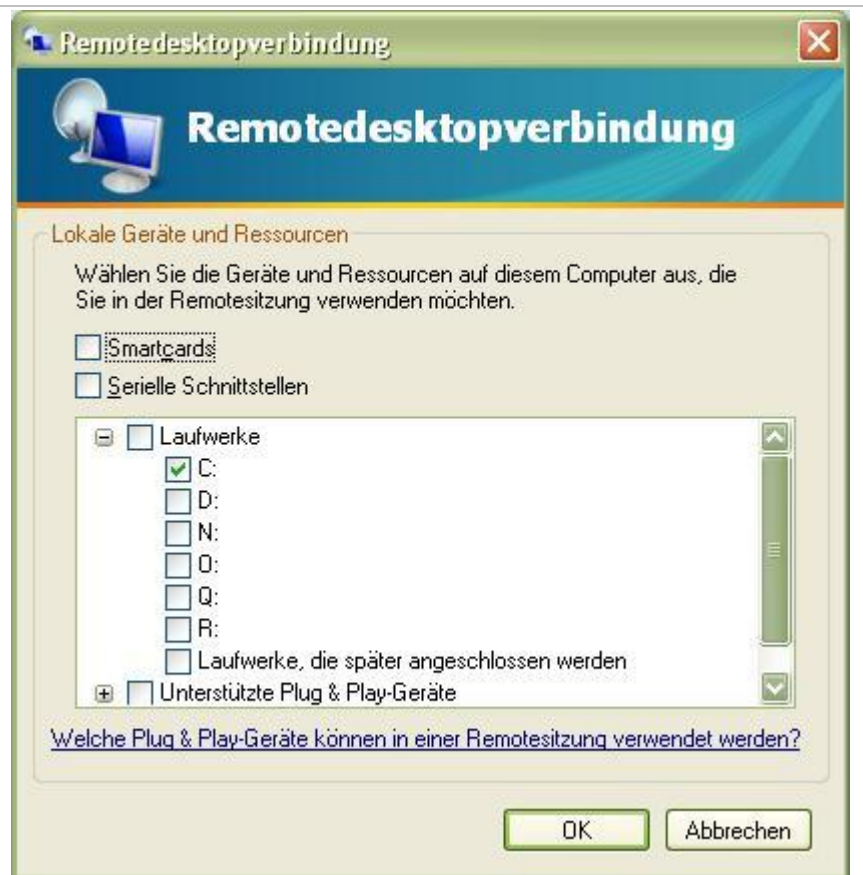 Remotedesktopverbindung
Remotedesktopverbindung
Lokale Geräte und Ressourcen
Wählen Sie die Geräte und Ressourcen auf diesem Computer aus, die
Sie in der Remotesitzung verwenden möchten.
Smartcards
Serielle Schnittstellen
Laufwerke
C:
D:
N:
O:
Q:
R:
Laufwerke, die später angeschlossen werden
Unterstützte Plug & Play-Geräte
Welche Plug & Play-Geräte können in einer Remotesitzung verwendet werden?
OK
Abbrechen